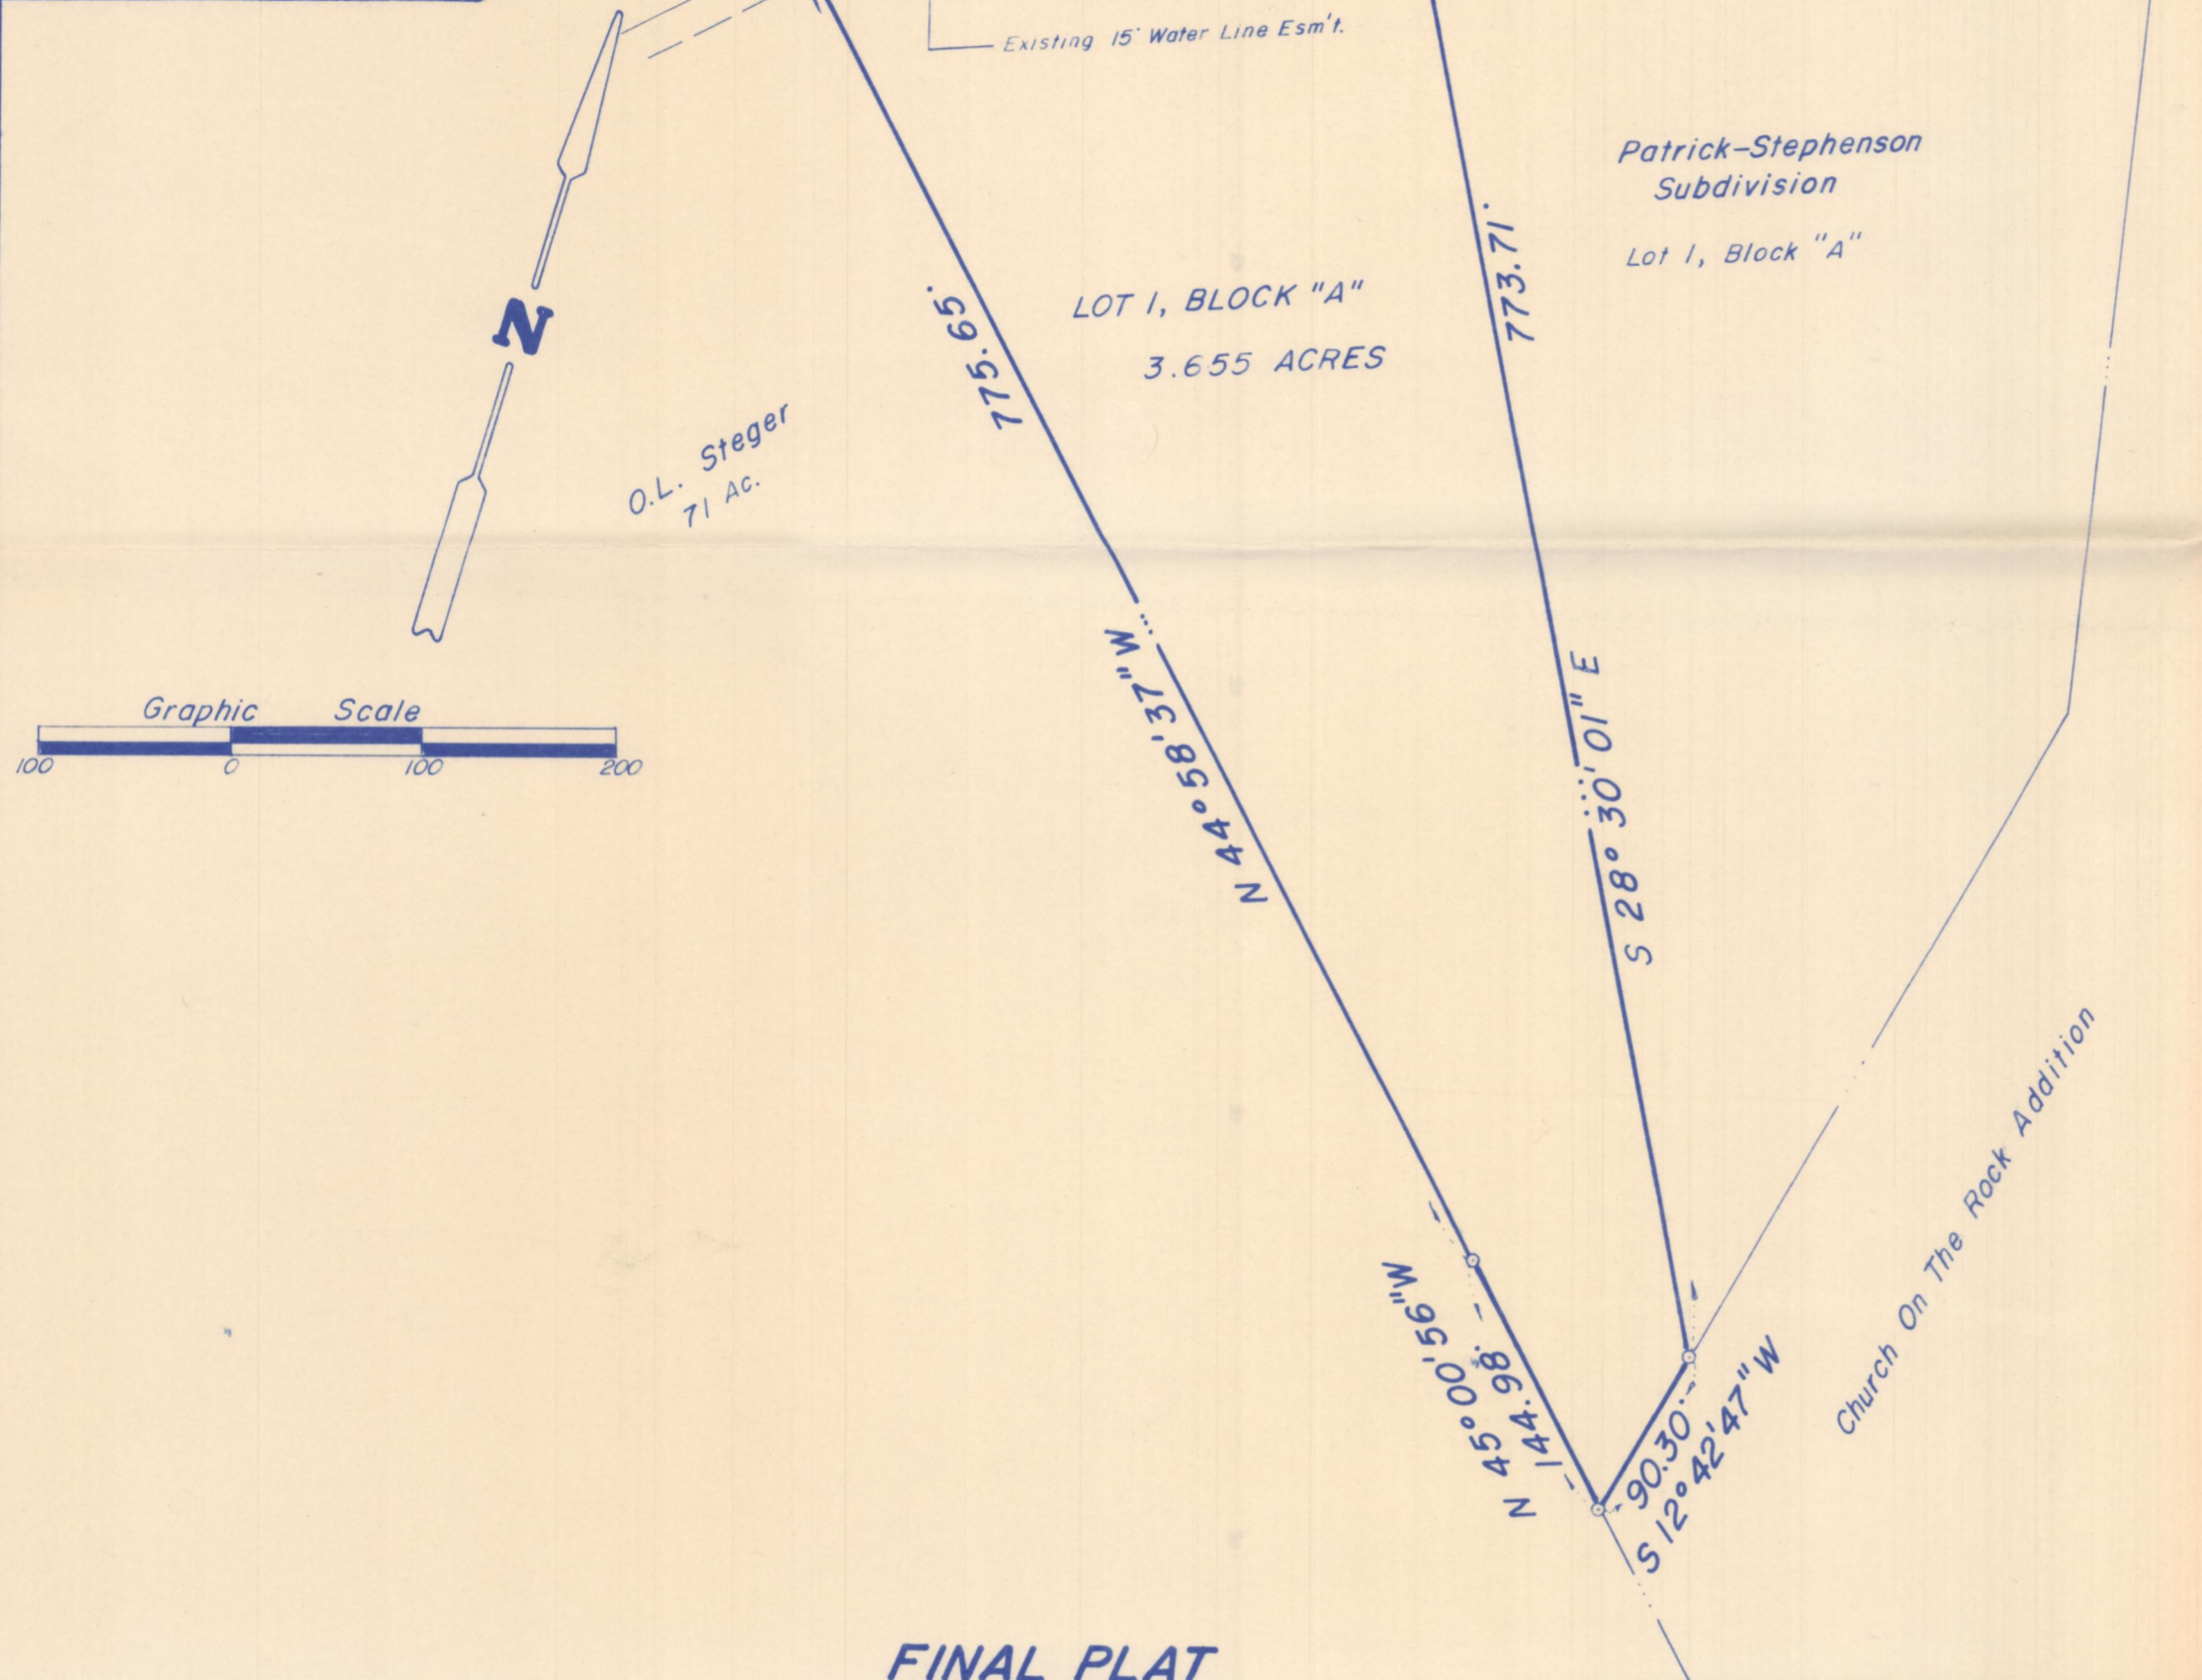 Existing 15' Water Line Esm't.
Patrick-Stephenson
Subdivision
Lot 1, Block "A"
773.71'
LOT 1, BLOCK "A"
3.655 ACRES
775.65'
N
O.L. Steger
71 Ac.
Graphic Scale
100 0 100 200
N 44°58'37"W
S 28°30'01"E
Church On The Rock Addition
N 45°00'56"W
144.98'
90.30'
S 12°42'47"W
FINAL PLAT